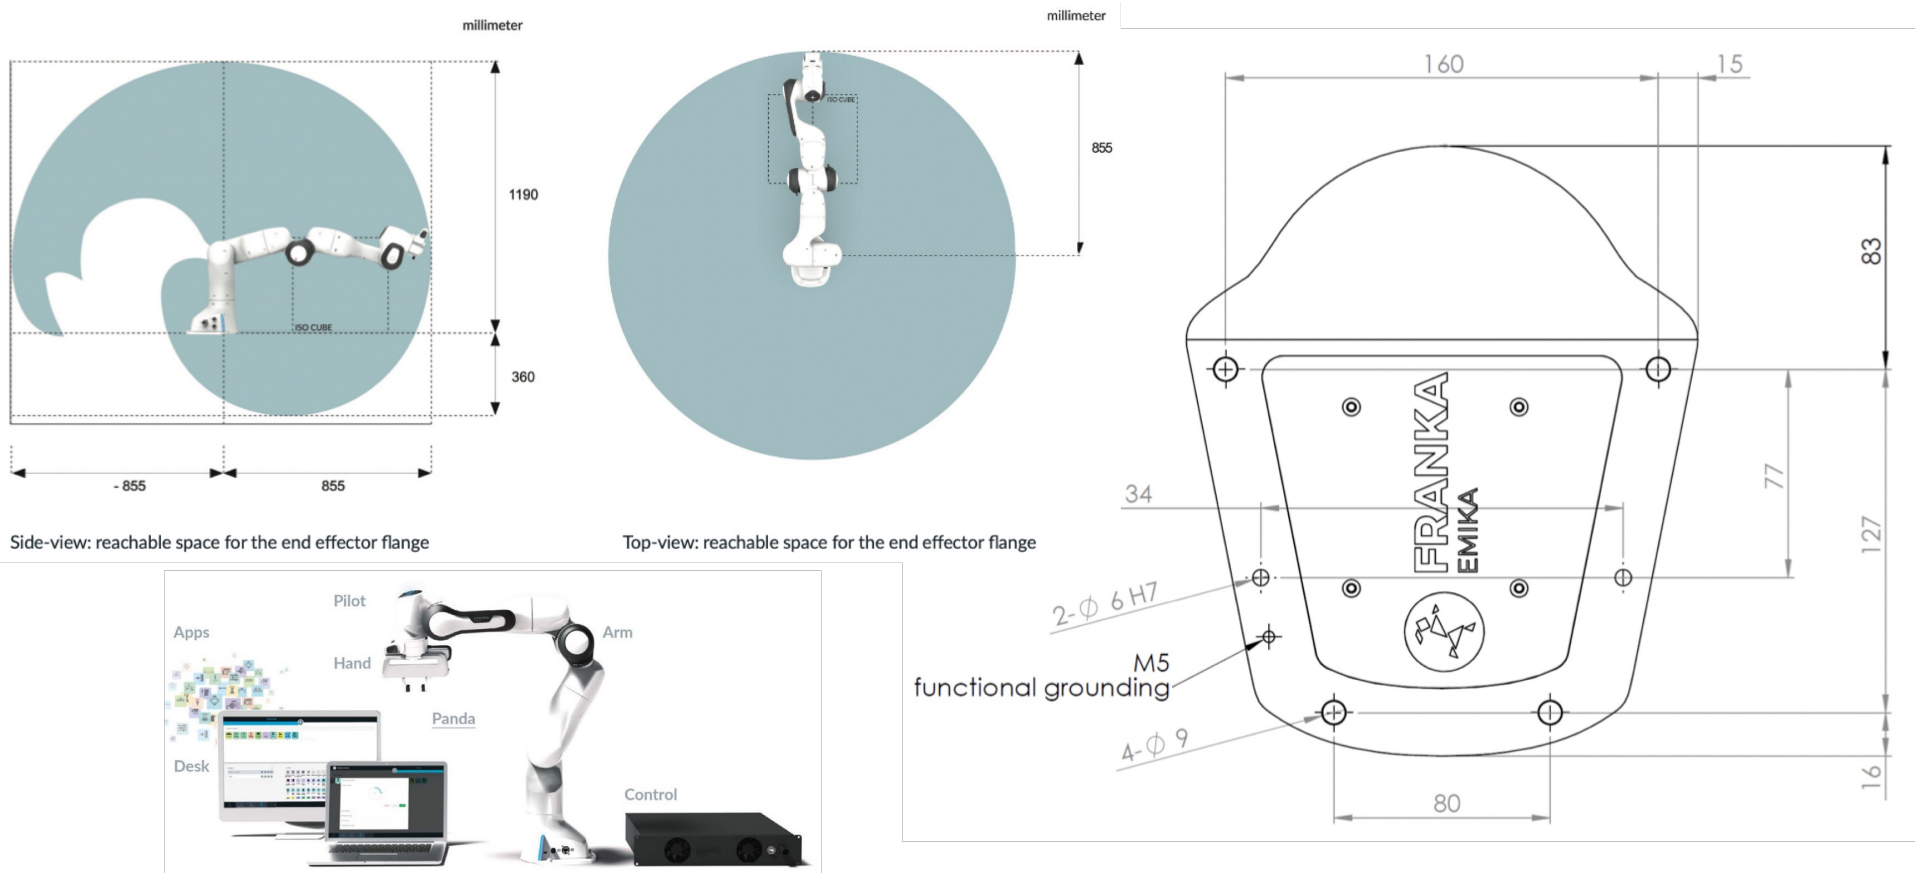 millimeter
1190
360
ISO CUBE
- 855
855
Side-view: reachable space for the end effector flange
millimeter
ISO CUBE
855
Top-view: reachable space for the end effector flange
Pilot
Apps
Arm
Hand
Panda
Desk
Control
160
15
83
34
77
127
FRANKA
EMIKA
2-∅ 6 H7
M5
functional grounding
4-∅ 9
16
80